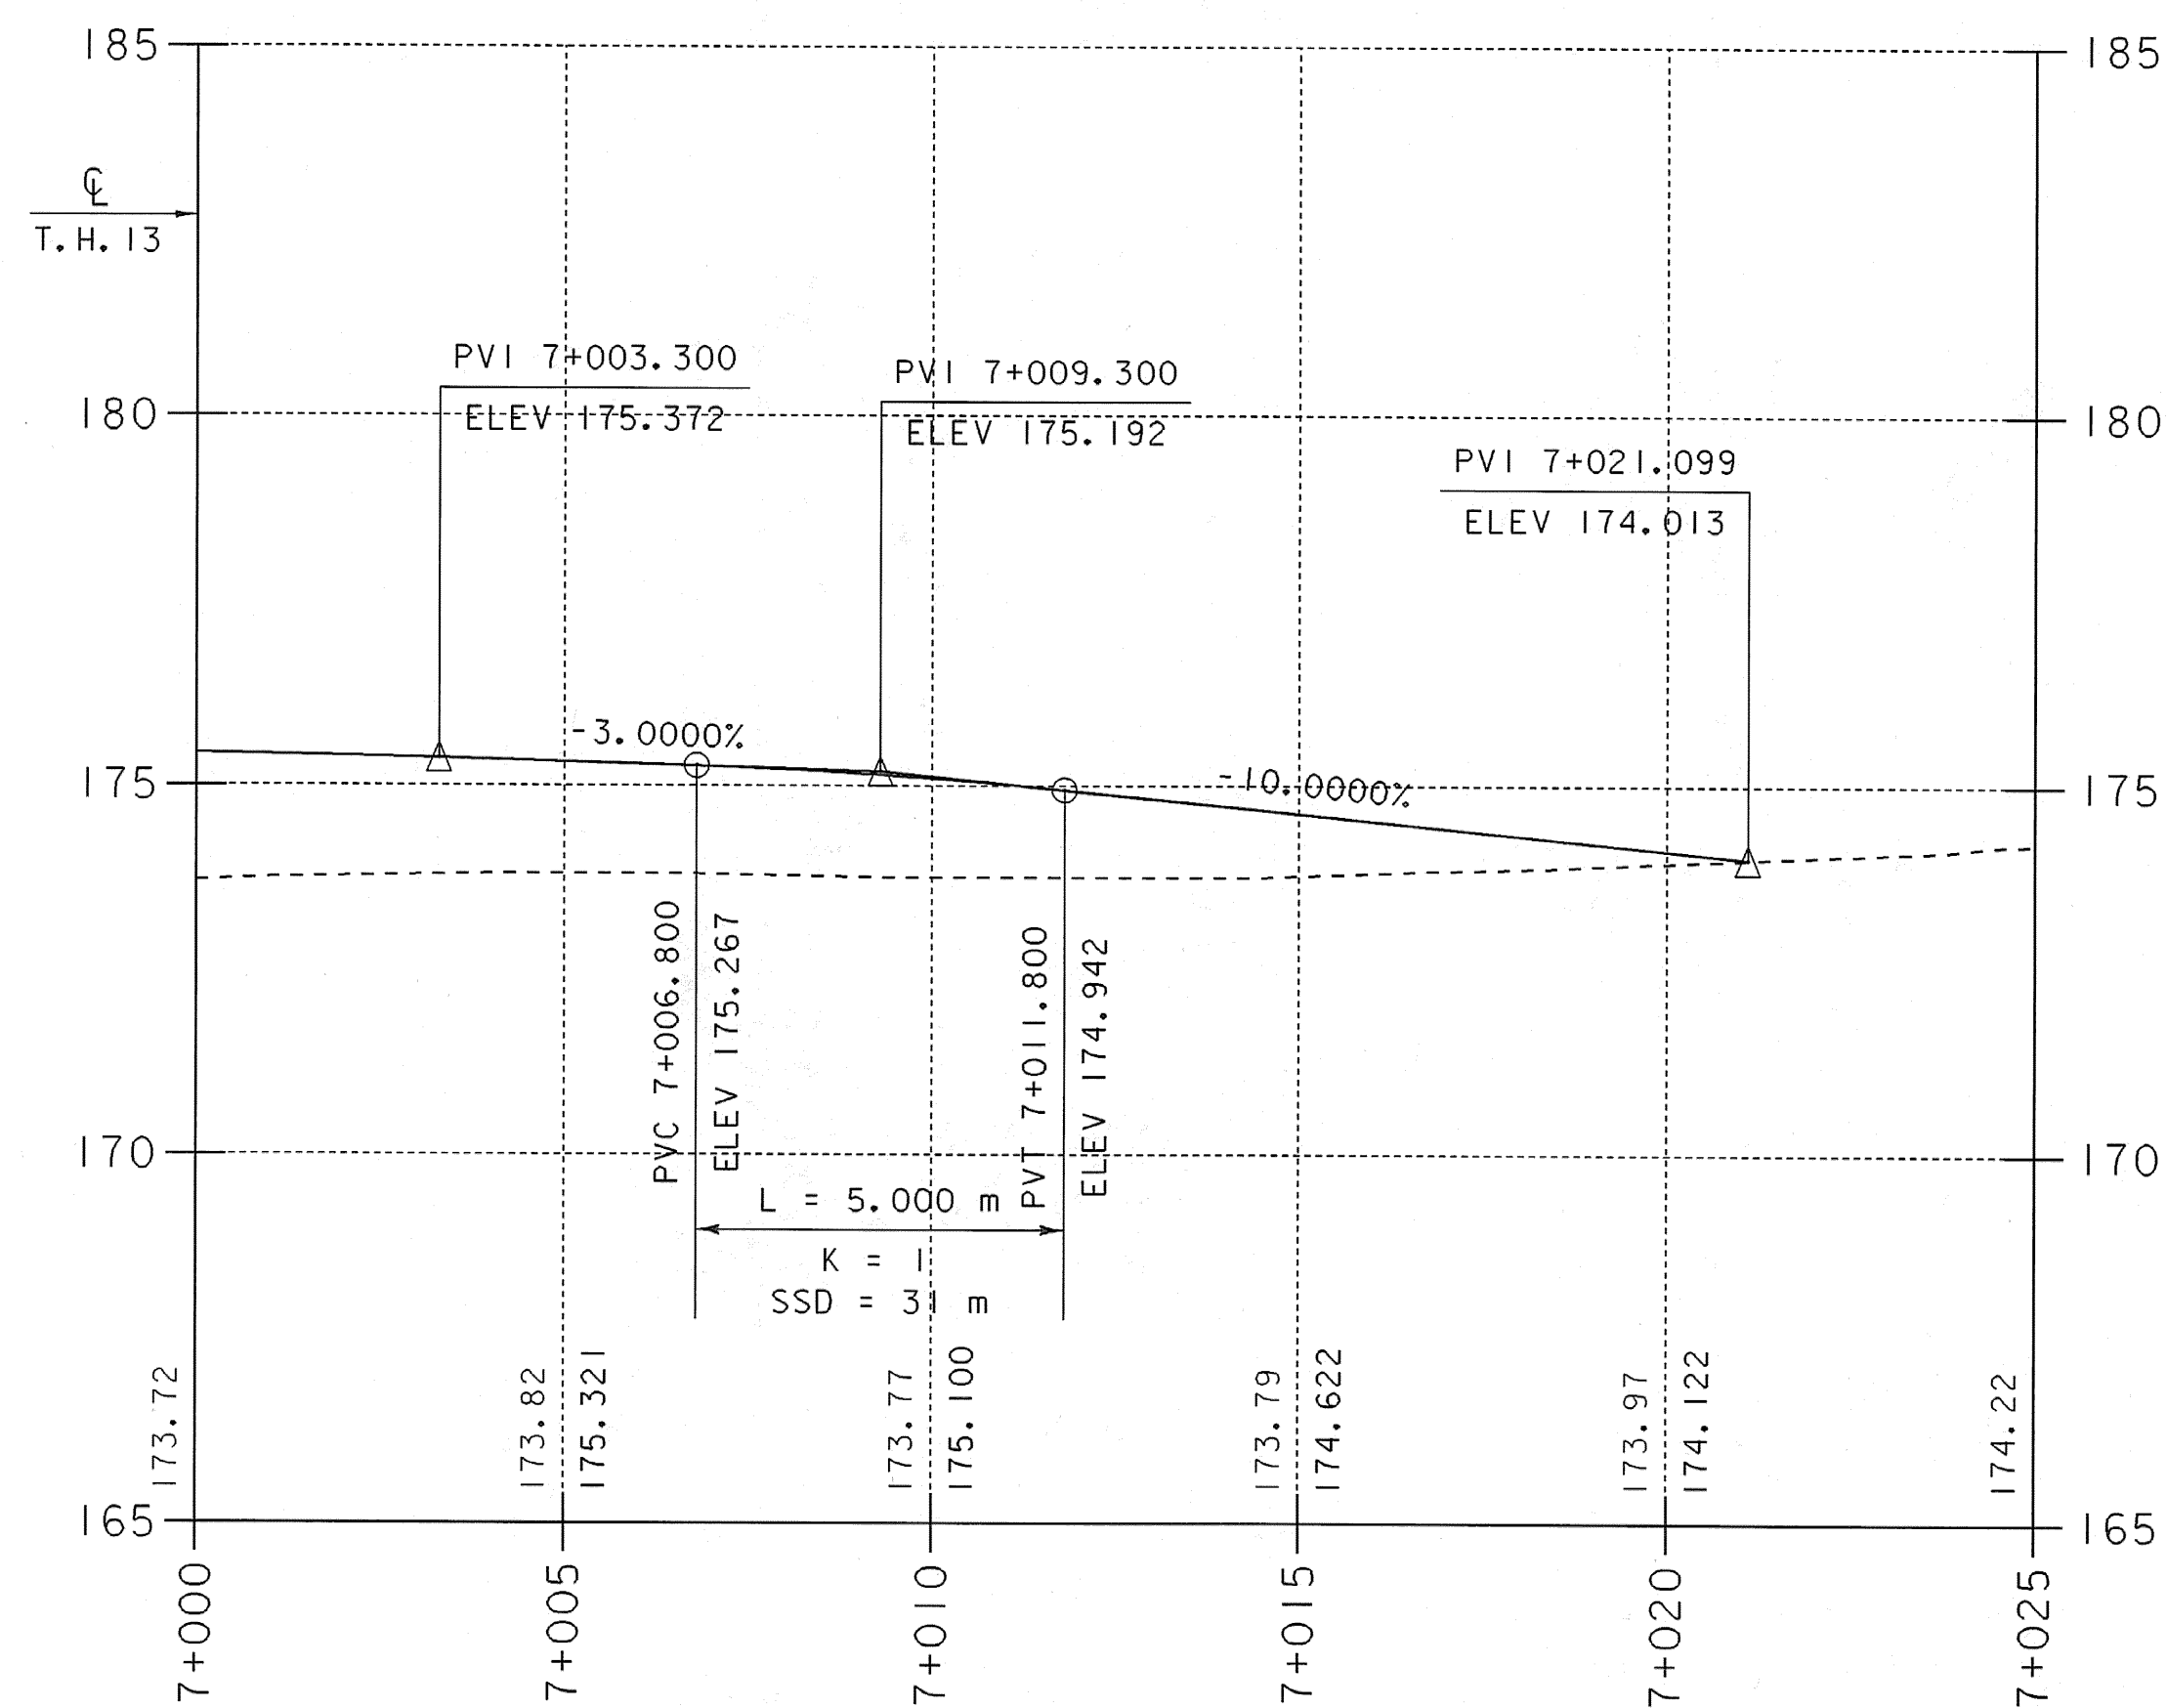 185
185
℄
T.H.13
PVI 7+003.300
ELEV 175.372
PVI 7+009.300
ELEV 175.192
180
180
PVI 7+021.099
ELEV 174.013
-3.0000%
-10.0000%
175
175
PVC 7+006.800
ELEV 175.267
PVT 7+011.800
ELEV 174.942
170
170
L = 5.000 m
K = 1
SSD = 31 m
173.72
173.82
175.321
173.77
175.100
173.79
174.622
173.97
174.122
174.22
165
165
7+000
7+005
7+010
7+015
7+020
7+025